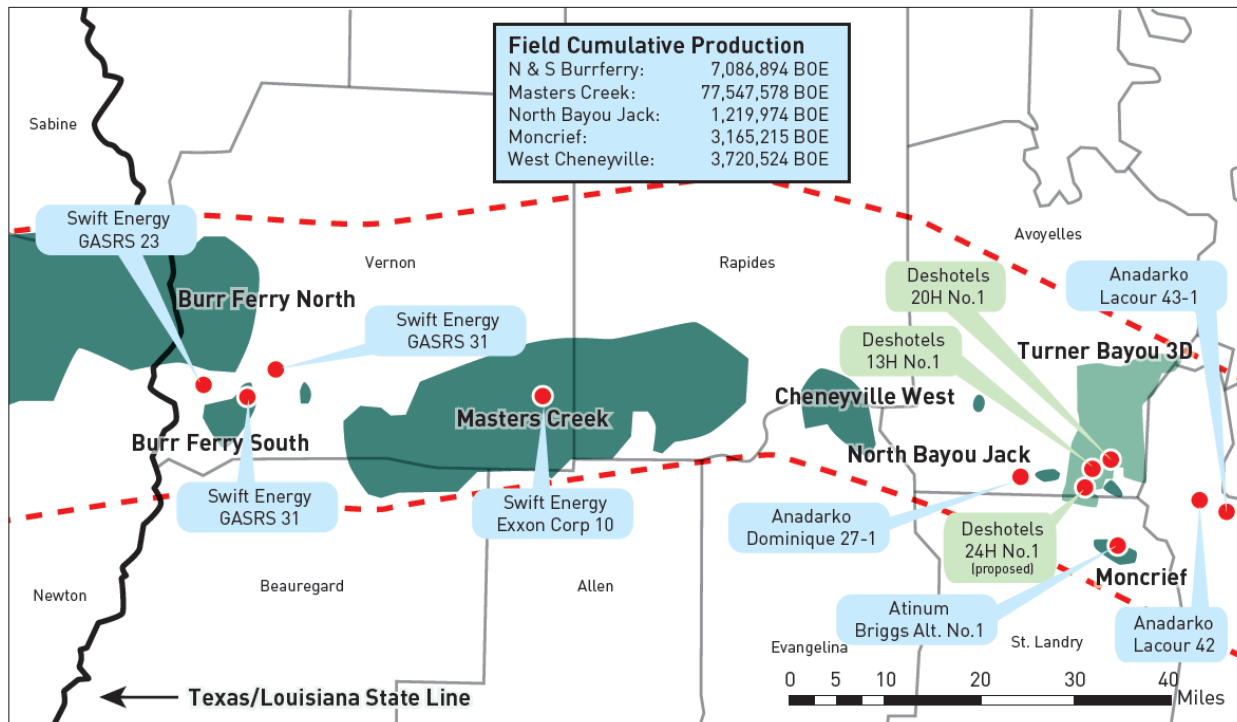 Field Cumulative Production
N & S Burrferry: 7,086,894 BOE
Masters Creek: 77,547,578 BOE
North Bayou Jack: 1,219,974 BOE
Moncrief: 3,165,215 BOE
West Cheneyville: 3,720,524 BOE
Sabine
Swift Energy
GASRS 23
Vernon
Rapides
Avoyelles
Deshotels
20H No.1
Anadarko
Lacour 43-1
Burr Ferry North
Swift Energy
GASRS 31
Deshotels
13H No.1
Turner Bayou 3D
Cheneyville West
Masters Creek
Burr Ferry South
North Bayou Jack
Swift Energy
GASRS 31
Swift Energy
Exxon Corp 10
Anadarko
Dominique 27-1
Deshotels
24H No.1
(proposed)
Moncrief
Newton
Beauregard
Allen
Atinum
Briggs Alt. No.1
Anadarko
Lacour 42
Evangelina
St. Landry
0 10 20 30 40
Miles
Texas/Louisiana State Line